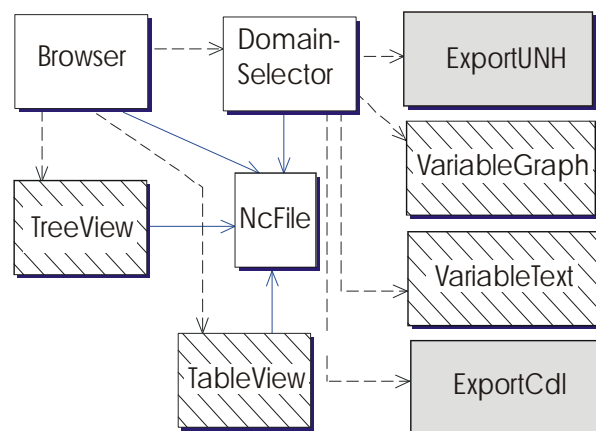 Browser
Domain-
Selector
ExportUNH
VariableGraph
TreeView
NcFile
VariableText
TableView
ExportCdl